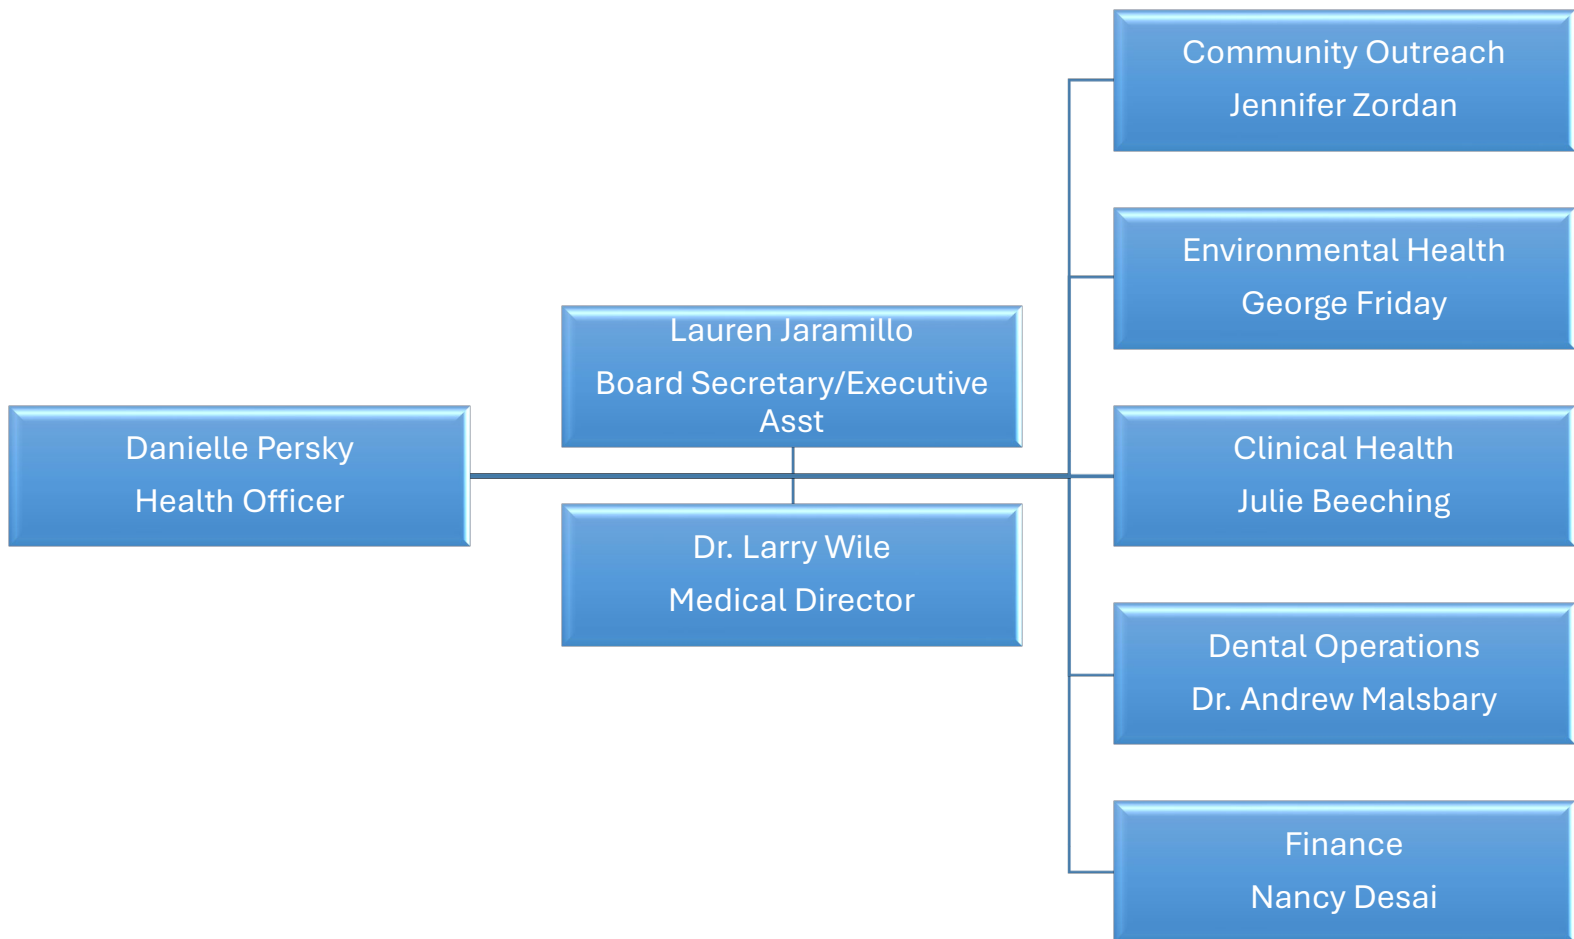 Community Outreach
Jennifer Zordan
Environmental Health
George Friday
Lauren Jaramillo
Board Secretary/Executive
Asst
Danielle Persky
Health Officer
Clinical Health
Julie Beeching
Dr. Larry Wile
Medical Director
Dental Operations
Dr. Andrew Malsbary
Finance
Nancy Desai